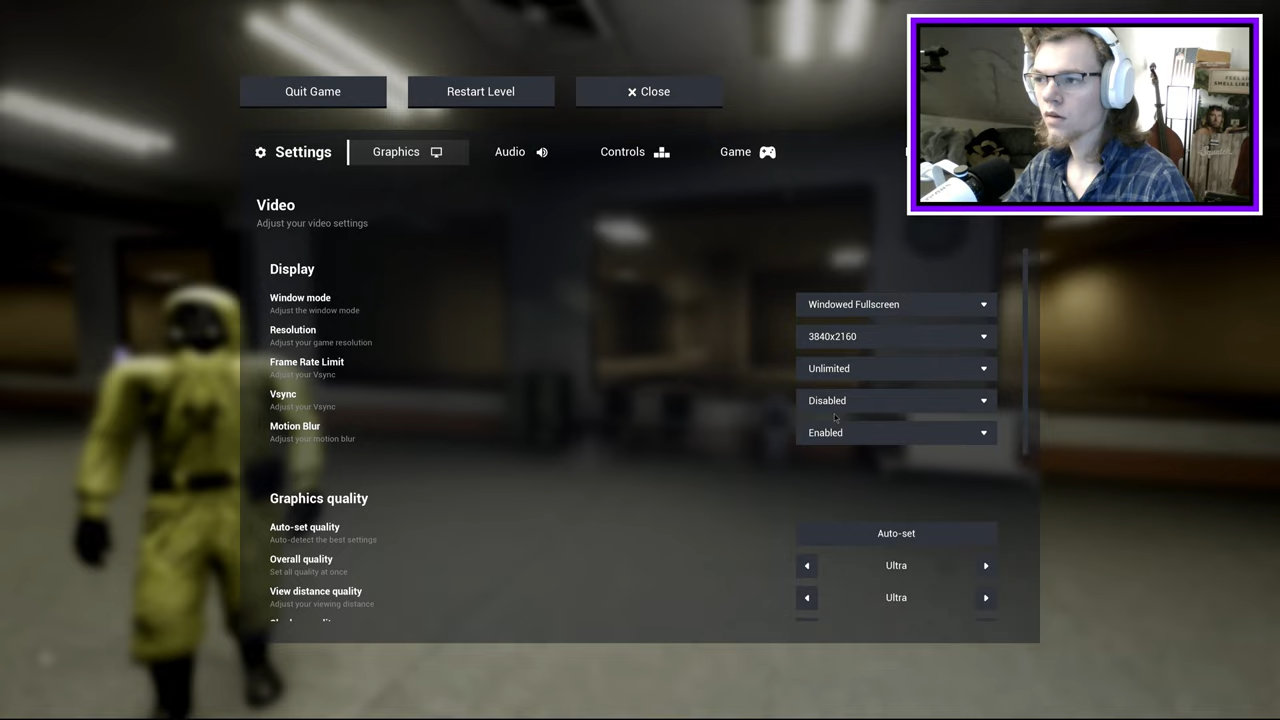 Quit Game
Restart Level
Close
Settings
Graphics
Audio
Controls
Game
Video
Adjust your video settings
Display
Window mode
Adjust the window mode
Windowed Fullscreen
Resolution
Adjust your game resolution
3840x2160
Frame Rate Limit
Adjust your Vsync
Unlimited
Vsync
Adjust your Vsync
Disabled
Motion Blur
Adjust your motion blur
Enabled
Graphics quality
Auto-set quality
Auto-detect the best settings
Auto-set
Overall quality
Set all quality at once
Ultra
View distance quality
Adjust your viewing distance
Ultra